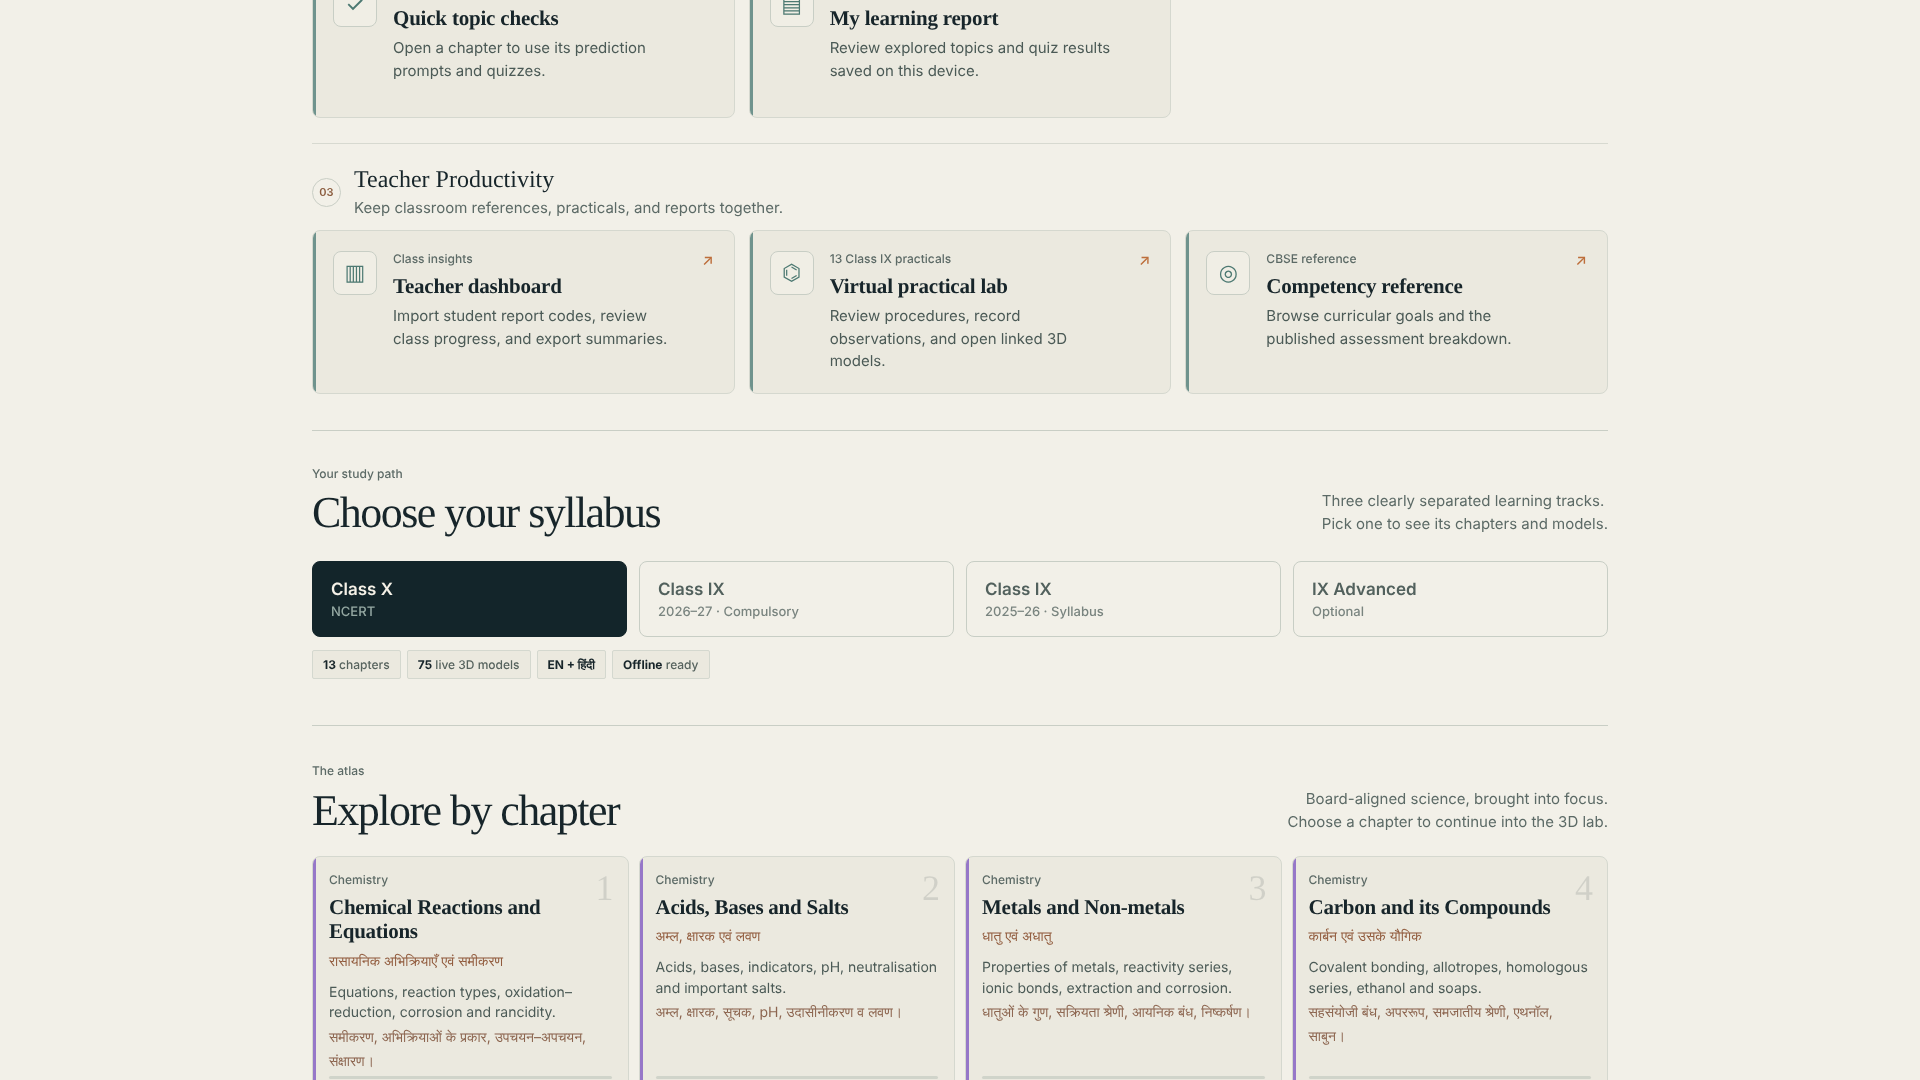 Quick topic checks
Open a chapter to use its prediction
prompts and quizzes.
My learning report
Review explored topics and quiz results
saved on this device.
03
Teacher Productivity
Keep classroom references, practicals, and reports together.
Class insights
Teacher dashboard
Import student report codes, review
class progress, and export summaries.
13 Class IX practicals
Virtual practical lab
Review procedures, record
observations, and open linked 3D
models.
CBSE reference
Competency reference
Browse curricular goals and the
published assessment breakdown.
Your study path
Choose your syllabus
Three clearly separated learning tracks.
Pick one to see its chapters and models.
Class X
NCERT
Class IX
2026–27 · Compulsory
Class IX
2025–26 · Syllabus
IX Advanced
Optional
13 chapters
75 live 3D models
EN + हिंदी
Offline ready
The atlas
Explore by chapter
Board-aligned science, brought into focus.
Choose a chapter to continue into the 3D lab.
Chemistry
1
Chemical Reactions and
Equations
रासायनिक अभिक्रियाएँ एवं समीकरण
Equations, reaction types, oxidation–
reduction, corrosion and rancidity.
समीकरण, अभिक्रियाओं के प्रकार, उपचयन–अपचयन,
संक्षारण।
Chemistry
2
Acids, Bases and Salts
अम्ल, क्षारक एवं लवण
Acids, bases, indicators, pH, neutralisation
and important salts.
अम्ल, क्षारक, सूचक, pH, उदासीनीकरण व लवण।
Chemistry
3
Metals and Non-metals
धातु एवं अधातु
Properties of metals, reactivity series,
ionic bonds, extraction and corrosion.
धातुओं के गुण, सक्रियता श्रेणी, आयनिक बंध, निष्कर्षण।
Chemistry
4
Carbon and its Compounds
कार्बन एवं उसके यौगिक
Covalent bonding, allotropes, homologous
series, ethanol and soaps.
सहसंयोजी बंध, अपररूप, समजातीय श्रेणी, एथनॉल,
साबुन।